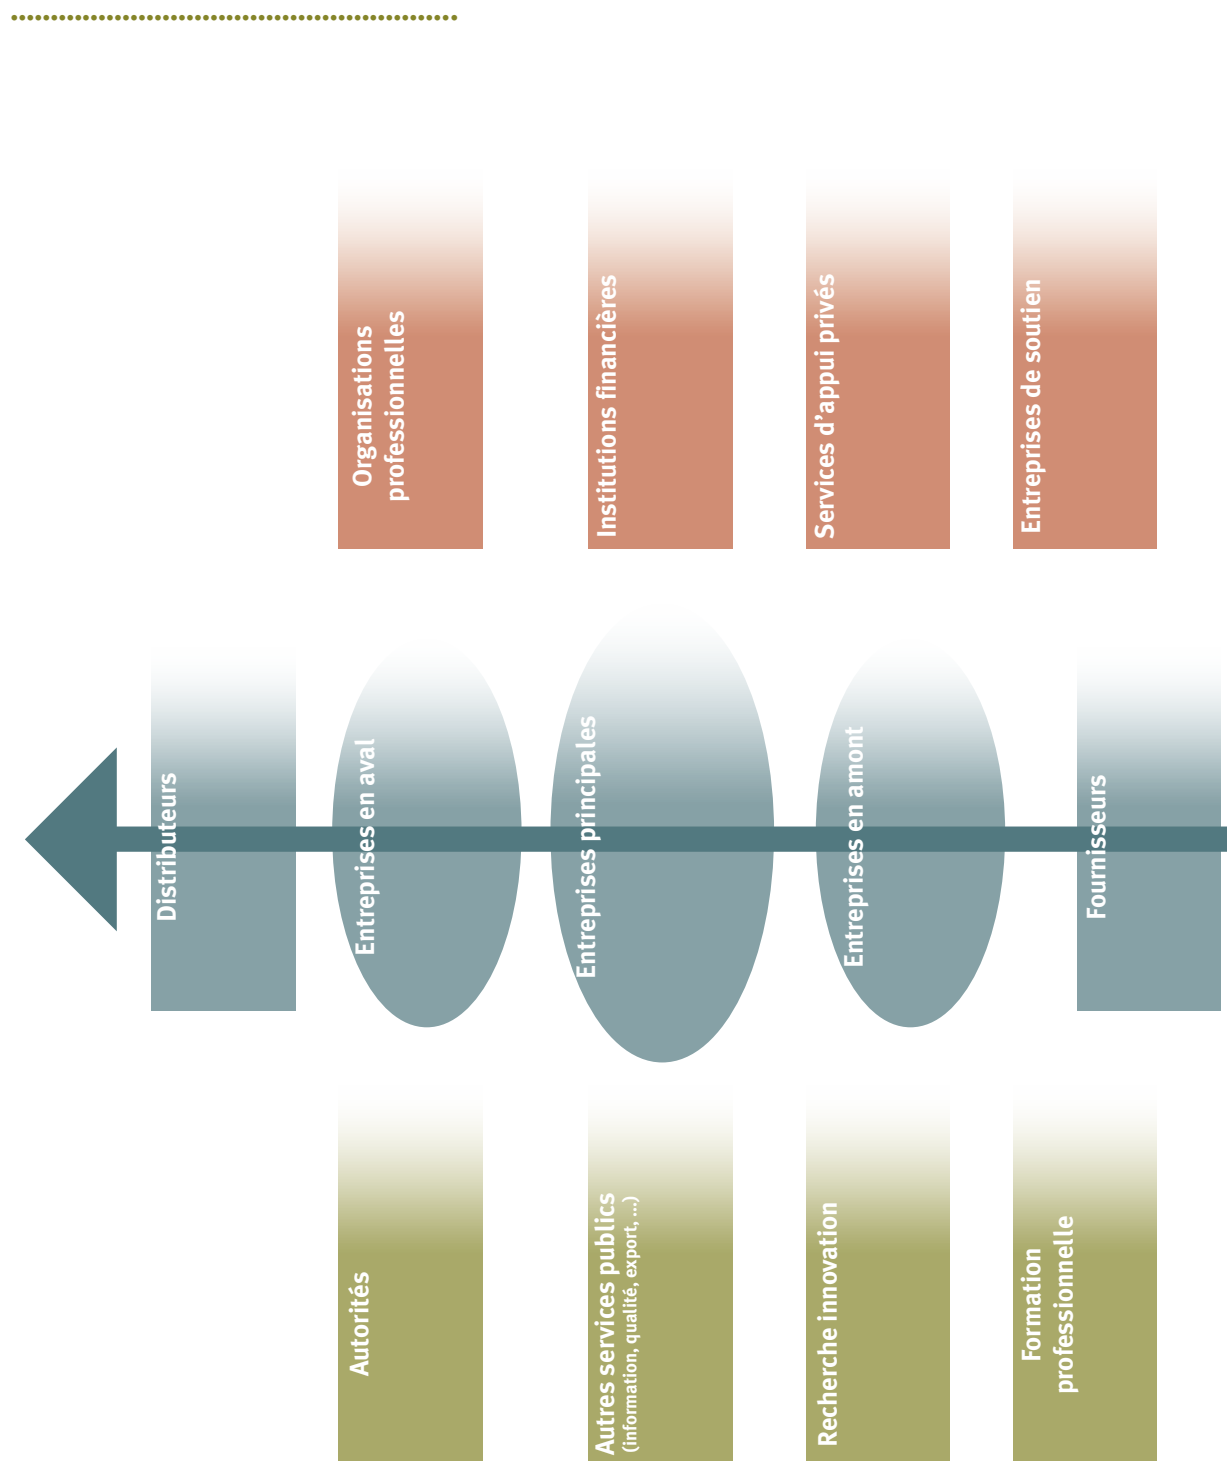 Distributeurs
Autorités
Entreprises en aval
Organisations
professionnelles
Autres services publics
(information, qualité, export, ...)
Entreprises principales
Institutions financières
Recherche innovation
Entreprises en amont
Services d’appui privés
Formation
professionnelle
Entreprises de soutien
Fournisseurs